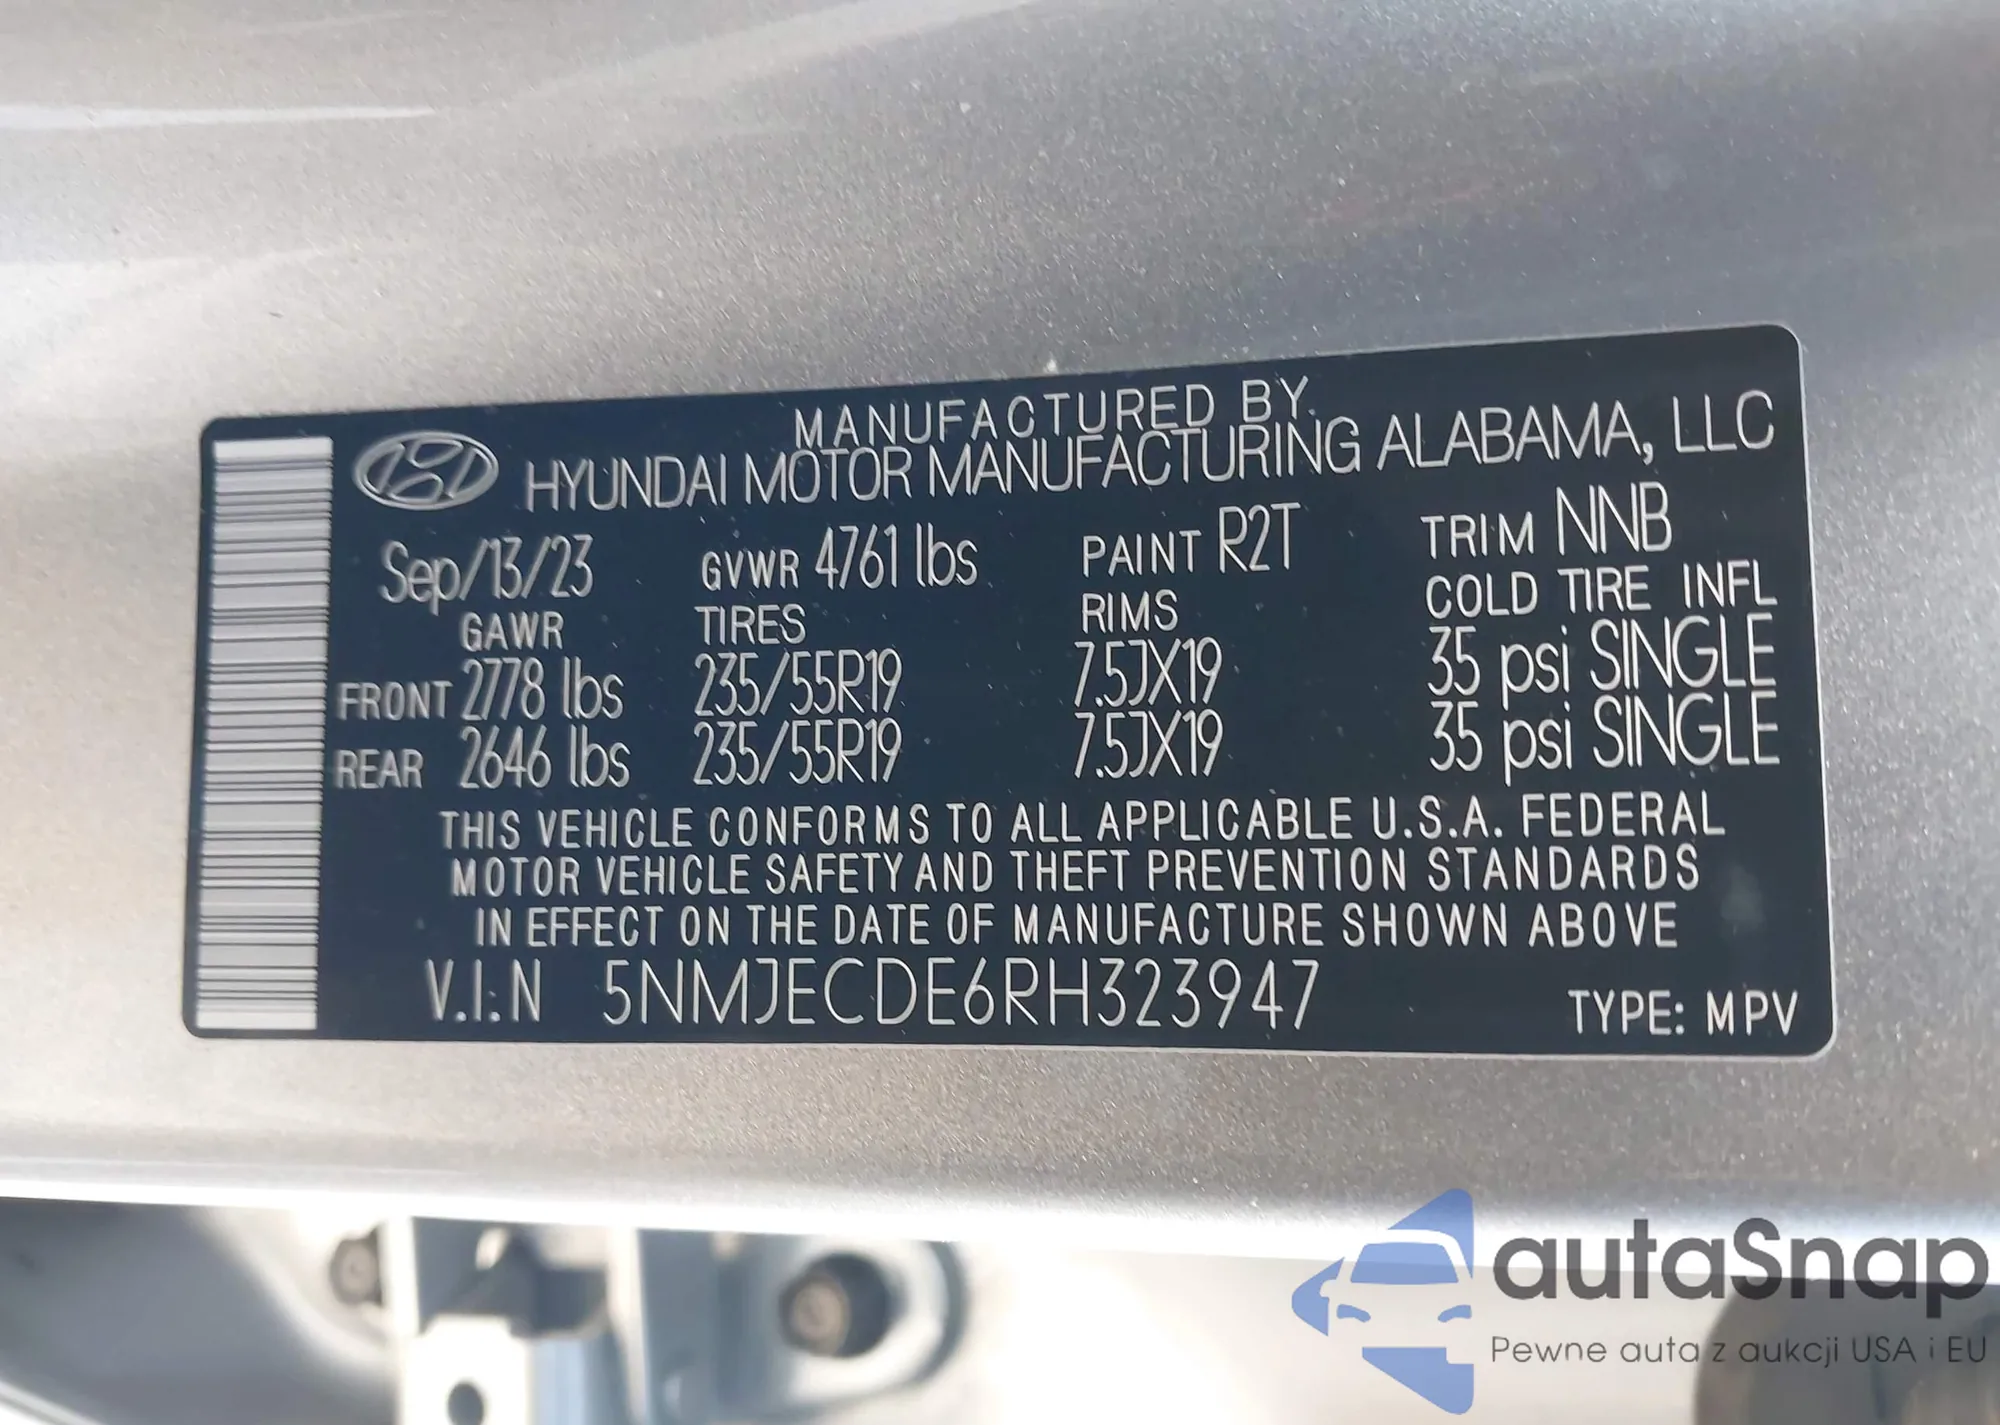 MANUFACTURED BY
HYUNDAI MOTOR MANUFACTURING ALABAMA, LLC
Sep/13/23 GVWR 4761 lbs PAINT R2T TRIM NNB
GAWR TIRES RIMS COLD TIRE INFL
FRONT 2778 lbs 235/55R19 7.5JX19 35 psi SINGLE
REAR 2646 lbs 235/55R19 7.5JX19 35 psi SINGLE
THIS VEHICLE CONFORMS TO ALL APPLICABLE U.S.A. FEDERAL
MOTOR VEHICLE SAFETY AND THEFT PREVENTION STANDARDS
IN EFFECT ON THE DATE OF MANUFACTURE SHOWN ABOVE
V.I.N 5NMJECDE6RH323947 TYPE: MPV
autaSnap
Pewne auta z aukcji USA i EU